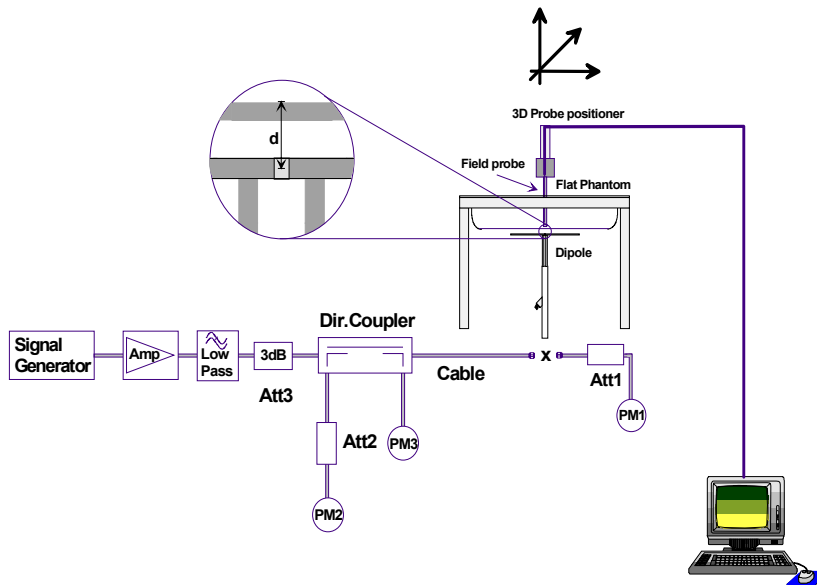 3D Probe positioner
d
Field probe
Flat Phantom
Dipole
Dir.Coupler
Signal
Generator
Amp
Low
Pass
3dB
Att3
Cable
x
Att1
PM1
Att2
PM3
PM2